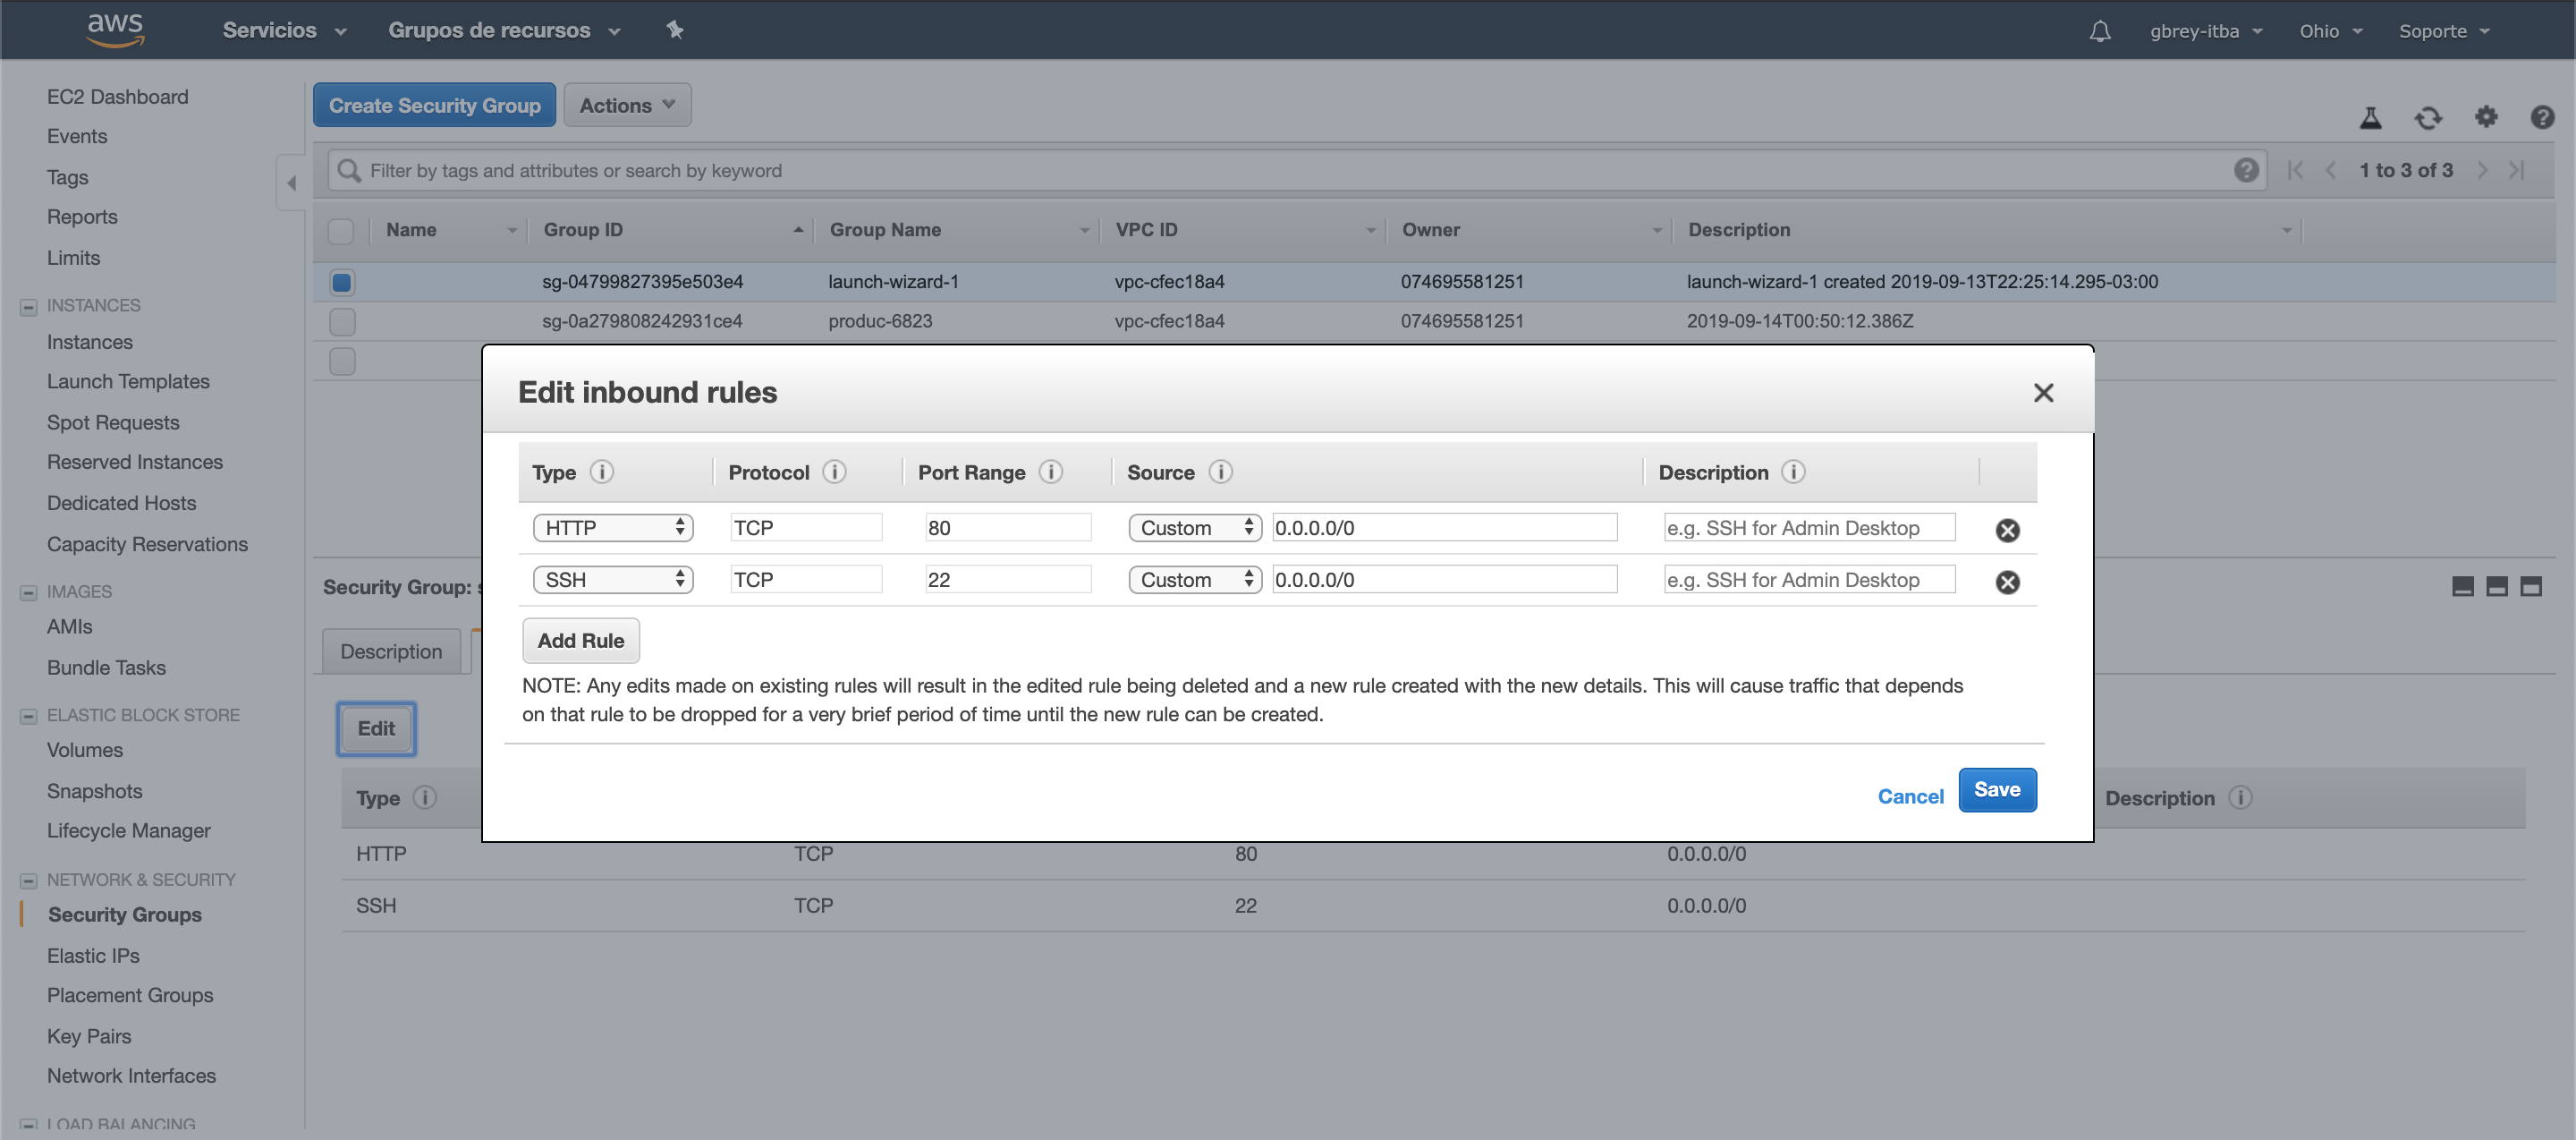 aws Servicios Grupos de recursos gbrey-itba Ohio Soporte
EC2 Dashboard
Events
Tags
Reports
Limits
INSTANCES
Instances
Launch Templates
Spot Requests
Reserved Instances
Dedicated Hosts
Capacity Reservations
IMAGES
AMIs
Bundle Tasks
ELASTIC BLOCK STORE
Volumes
Snapshots
Lifecycle Manager
NETWORK & SECURITY
Security Groups
Elastic IPs
Placement Groups
Key Pairs
Network Interfaces
LOAD BALANCING
Create Security Group Actions
Filter by tags and attributes or search by keyword 1 to 3 of 3
Name Group ID Group Name VPC ID Owner Description
sg-04799827395e503e4 launch-wizard-1 vpc-cfec18a4 074695581251 launch-wizard-1 created 2019-09-13T22:25:14.295-03:00
sg-0a279808242931ce4 produc-6823 vpc-cfec18a4 074695581251 2019-09-14T00:50:12.386Z
Edit inbound rules
Type Protocol Port Range Source Description
HTTP TCP 80 Custom 0.0.0.0/0 e.g. SSH for Admin Desktop
SSH TCP 22 Custom 0.0.0.0/0 e.g. SSH for Admin Desktop
Add Rule
NOTE: Any edits made on existing rules will result in the edited rule being deleted and a new rule created with the new details. This will cause traffic that depends
on that rule to be dropped for a very brief period of time until the new rule can be created.
Cancel Save
Security Group:
Description
Edit
Type Description
HTTP TCP 80 0.0.0.0/0
SSH TCP 22 0.0.0.0/0